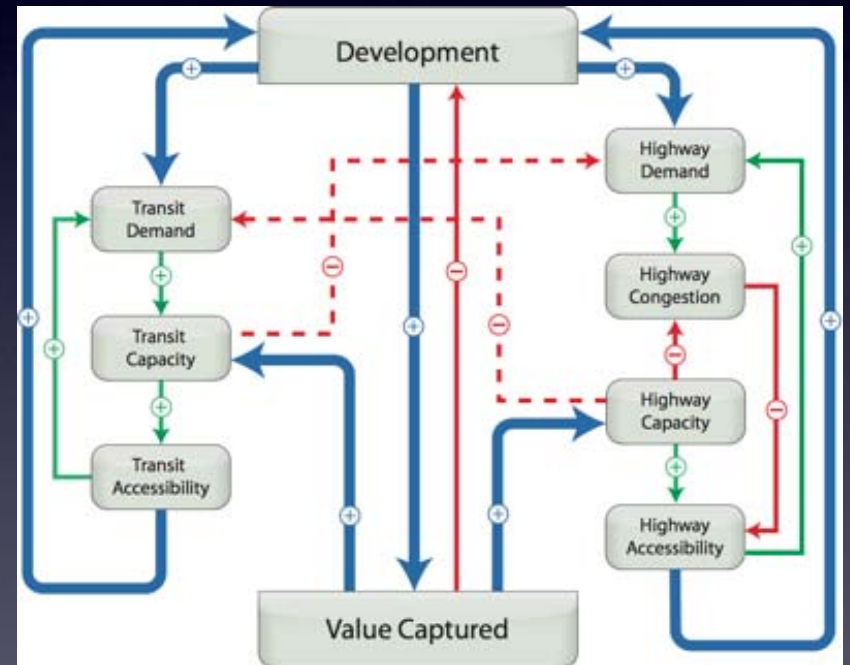 Development
Highway
Demand
Transit
Demand
Highway
Congestion
Transit
Capacity
Highway
Capacity
Transit
Accessibility
Highway
Accessibility
Value Captured